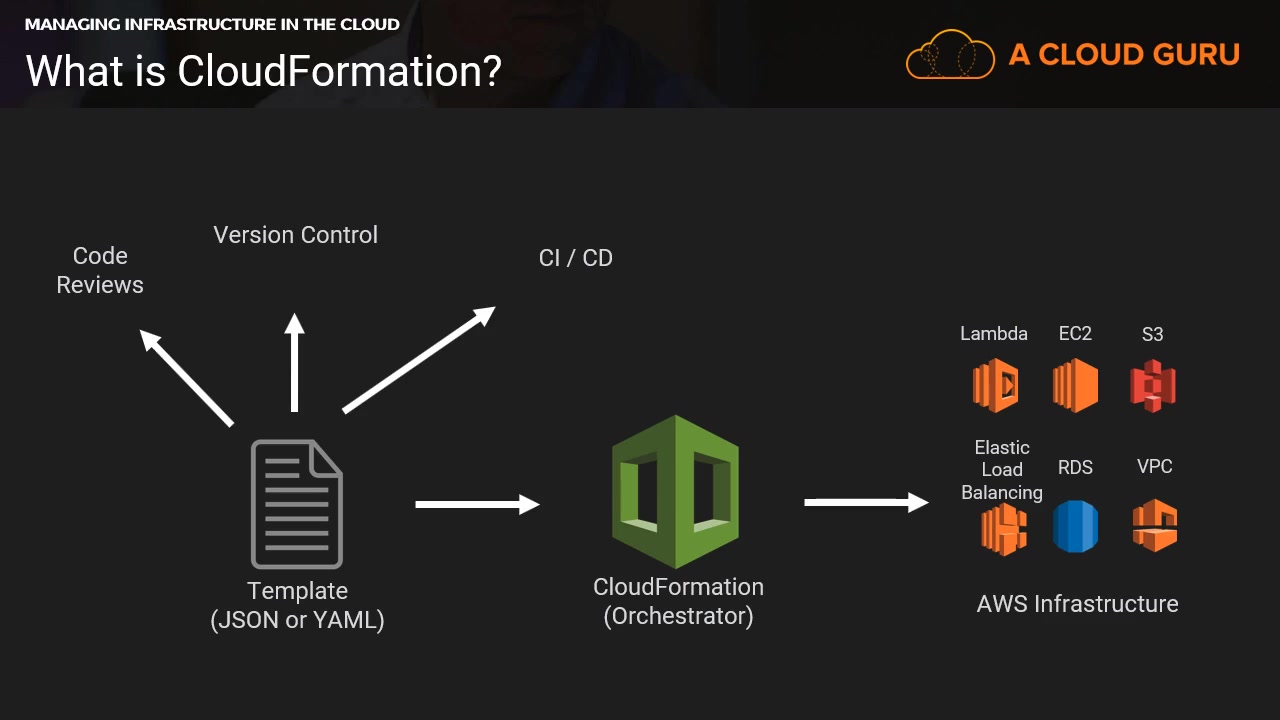 MANAGING INFRASTRUCTURE IN THE CLOUD
What is CloudFormation?
A CLOUD GURU
Code
Reviews
Version Control
CI / CD
Lambda
EC2
S3
Elastic
Load
Balancing
RDS
VPC
Template
(JSON or YAML)
CloudFormation
(Orchestrator)
AWS Infrastructure